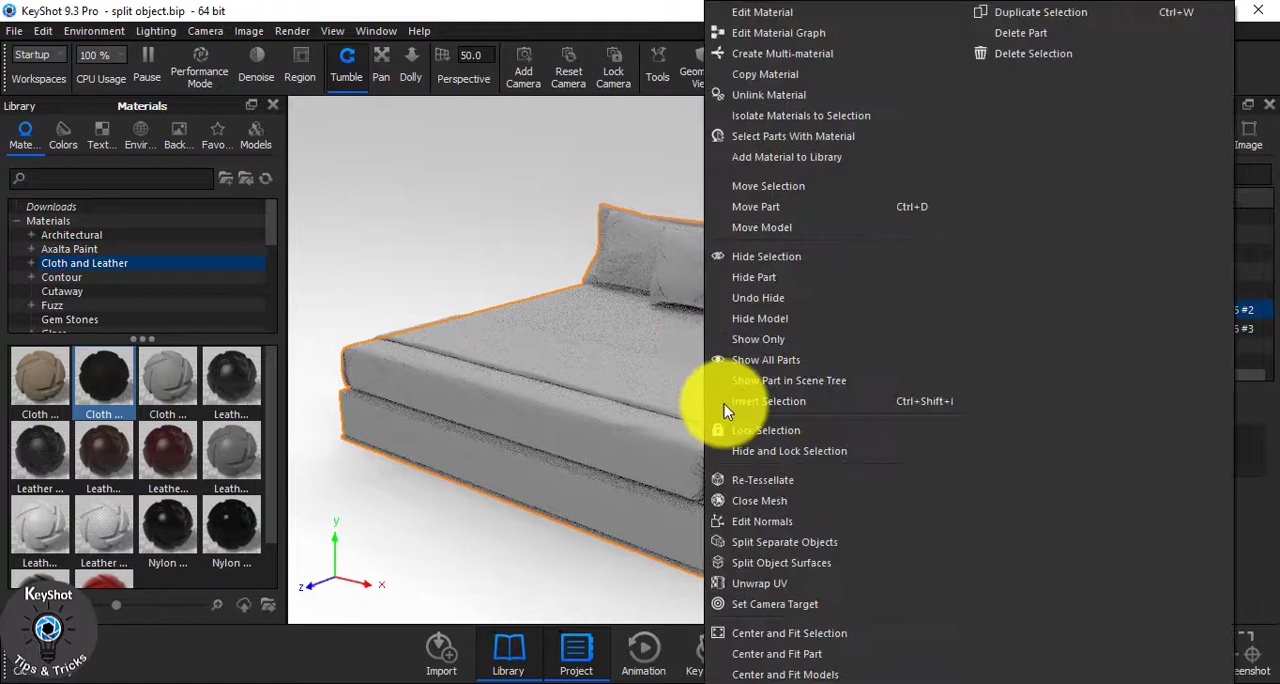 KeyShot 9.3 Pro - split object.bip - 64 bit
File Edit Environment Lighting Camera Image Render View Window Help
Startup
100 %
50.0
Workspaces
CPU Usage
Pause
Performance Mode
Denoise
Region
Tumble
Pan
Dolly
Perspective
Add Camera
Reset Camera
Lock Camera
Tools
Library
Materials
Mate...
Colors
Text...
Envir...
Back...
Favo...
Models
Image
Downloads
Materials
Architectural
Axalta Paint
Cloth and Leather
Contour
Cutaway
Fuzz
Gem Stones
Cloth ...
Cloth ...
Cloth ...
Leath...
Leather ...
Leath...
Leathe...
Leath...
Leath...
Leather ...
Nylon ...
Nylon ...
KeyShot
Tips & Tricks
y
z
x
Import
Library
Project
Animation
Edit Material
Edit Material Graph
Create Multi-material
Copy Material
Unlink Material
Isolate Materials to Selection
Select Parts With Material
Add Material to Library
Move Selection
Move Part Ctrl+D
Move Model
Hide Selection
Hide Part
Undo Hide
Hide Model
Show Only
Show All Parts
Show Part in Scene Tree
Invert Selection Ctrl+Shift+I
Lock Selection
Hide and Lock Selection
Re-Tessellate
Close Mesh
Edit Normals
Split Separate Objects
Split Object Surfaces
Unwrap UV
Set Camera Target
Center and Fit Selection
Center and Fit Part
Center and Fit Models
Duplicate Selection Ctrl+W
Delete Part
Delete Selection
#2
#3